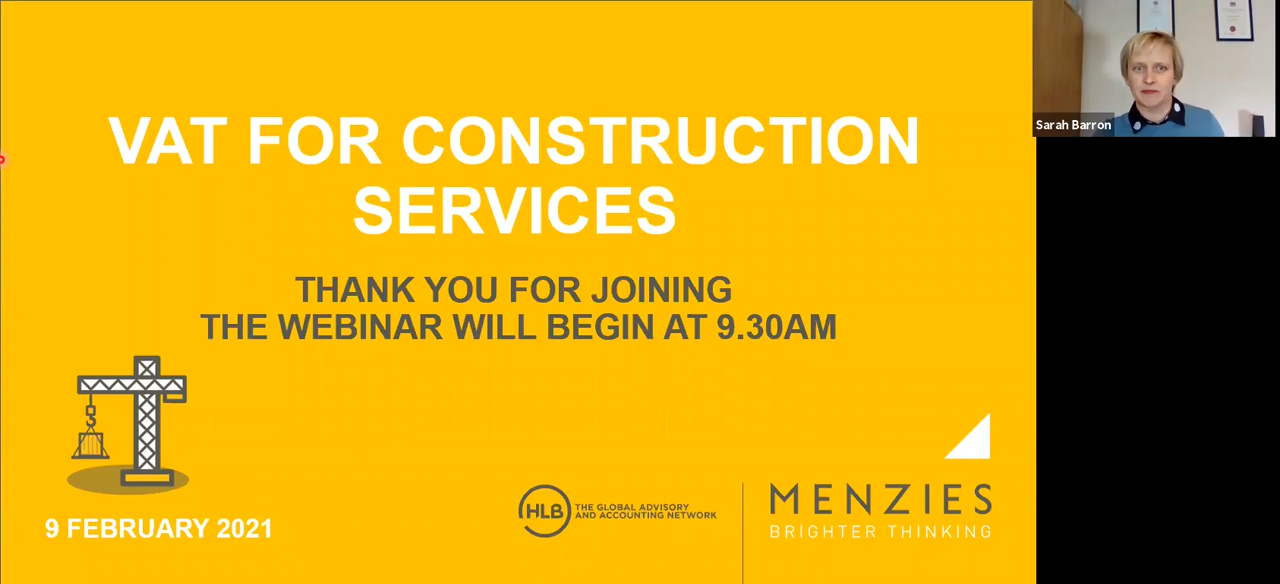 VAT FOR CONSTRUCTION
SERVICES
THANK YOU FOR JOINING
THE WEBINAR WILL BEGIN AT 9.30AM
9 FEBRUARY 2021
HLB
THE GLOBAL ADVISORY
AND ACCOUNTING NETWORK
MENZIES
BRIGHTER THINKING
Sarah Barron